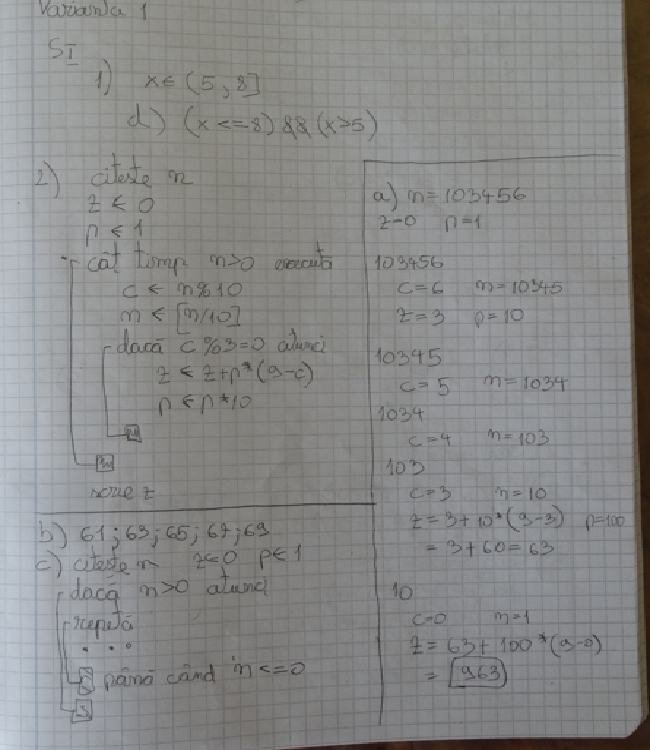 Varianta 1
SI
1) x ∈ (5, 8]
d) (x <= 8) && (x>5)
2) citește n
z ← 0
p ← 1
cât timp n>0 execută
c ← n%10
n ← [n/10]
dacă c%3=0 atunci
z ← z+p*(9-c)
p ← p*10
scrie z
b) 61; 63; 65; 67; 69
c) citește n z←0 p←1
dacă n>0 atunci
repetă
. . .
până când n<=0
a) n=103456
z=0 p=1
103456
c=6 n=10345
z=3 p=10
10345
c=5 n=1034
1034
c=4 n=103
103
c=3 n=10
z=3+10*(9-3) p=100
=3+60=63
10
c=0 n=1
z=63+100*(9-0)
=963